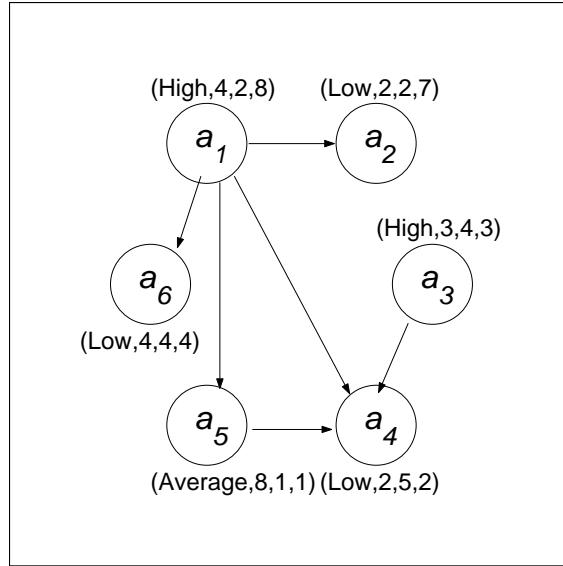 (High,4,2,8) (Low,2,2,7)
a1 a2
(High,3,4,3)
a6 a3
(Low,4,4,4)
a5 a4
(Average,8,1,1) (Low,2,5,2)